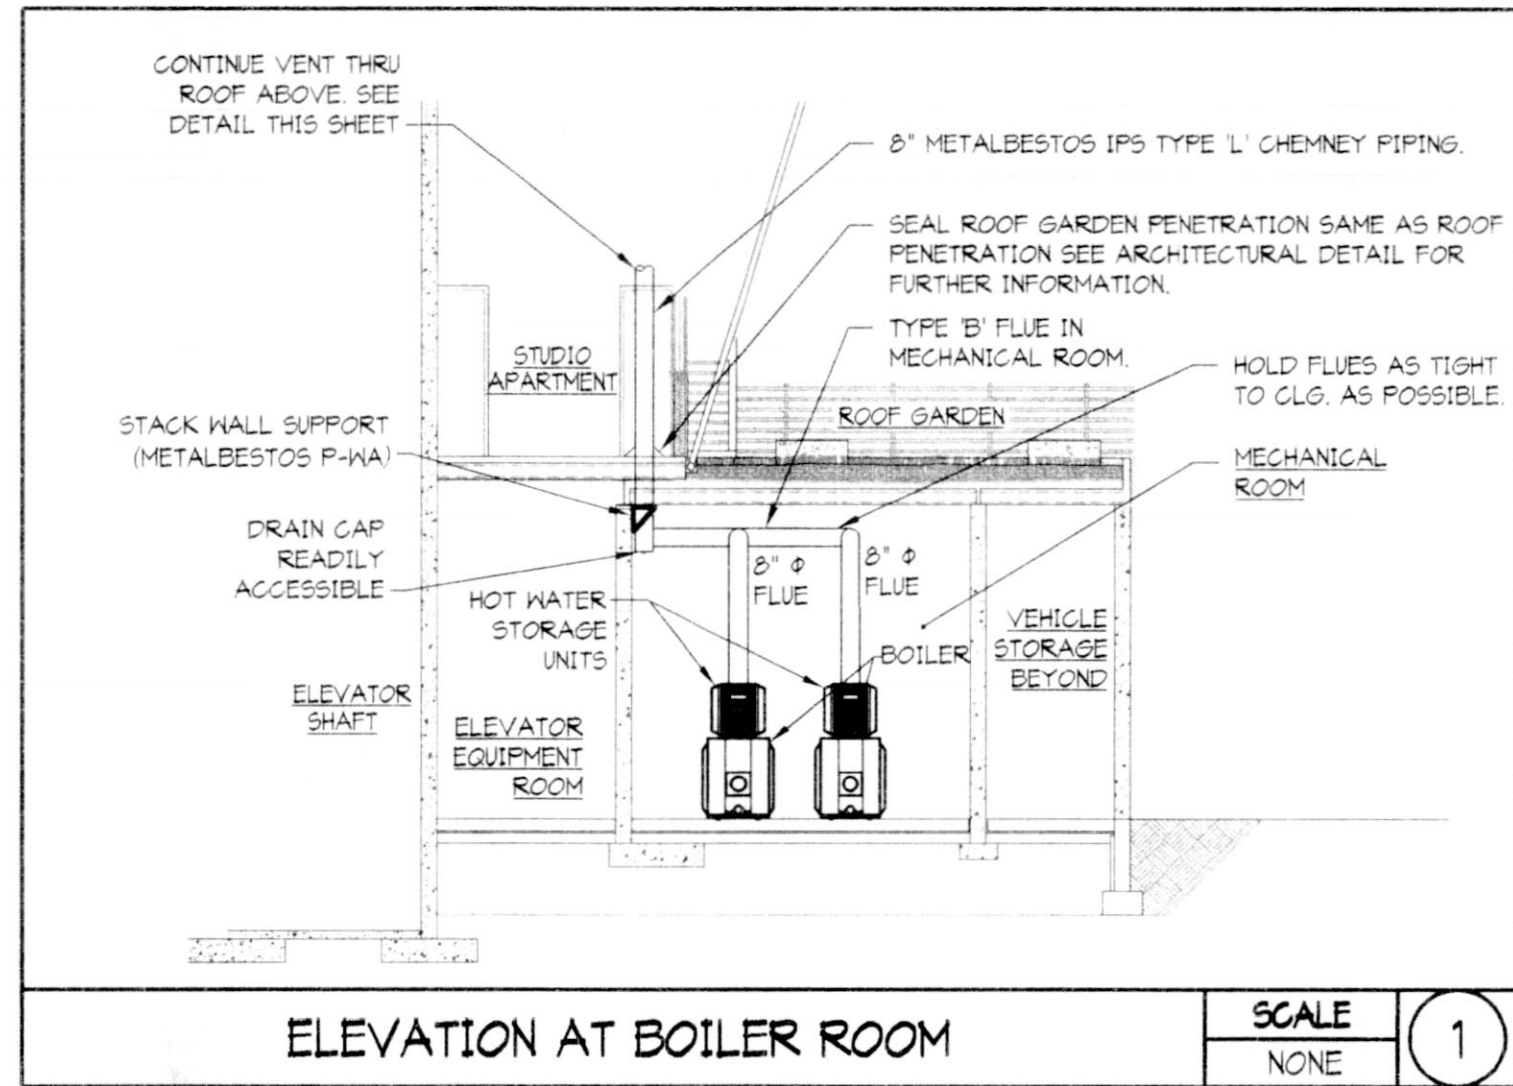 CONTINUE VENT THRU
ROOF ABOVE. SEE
DETAIL THIS SHEET
8" METALBESTOS IPS TYPE 'L' CHEMNEY PIPING.
SEAL ROOF GARDEN PENETRATION SAME AS ROOF
PENETRATION SEE ARCHITECTURAL DETAIL FOR
FURTHER INFORMATION.
TYPE 'B' FLUE IN
MECHANICAL ROOM.
HOLD FLUES AS TIGHT
TO CLG. AS POSSIBLE.
STUDIO
APARTMENT
ROOF GARDEN
STACK WALL SUPPORT
(METALBESTOS P-WA)
MECHANICAL
ROOM
DRAIN CAP
READILY
ACCESSIBLE
8" Φ
FLUE
8" Φ
FLUE
HOT WATER
STORAGE
UNITS
BOILER
VEHICLE
STORAGE
BEYOND
ELEVATOR
SHAFT
ELEVATOR
EQUIPMENT
ROOM
ELEVATION AT BOILER ROOM
SCALE
NONE
1